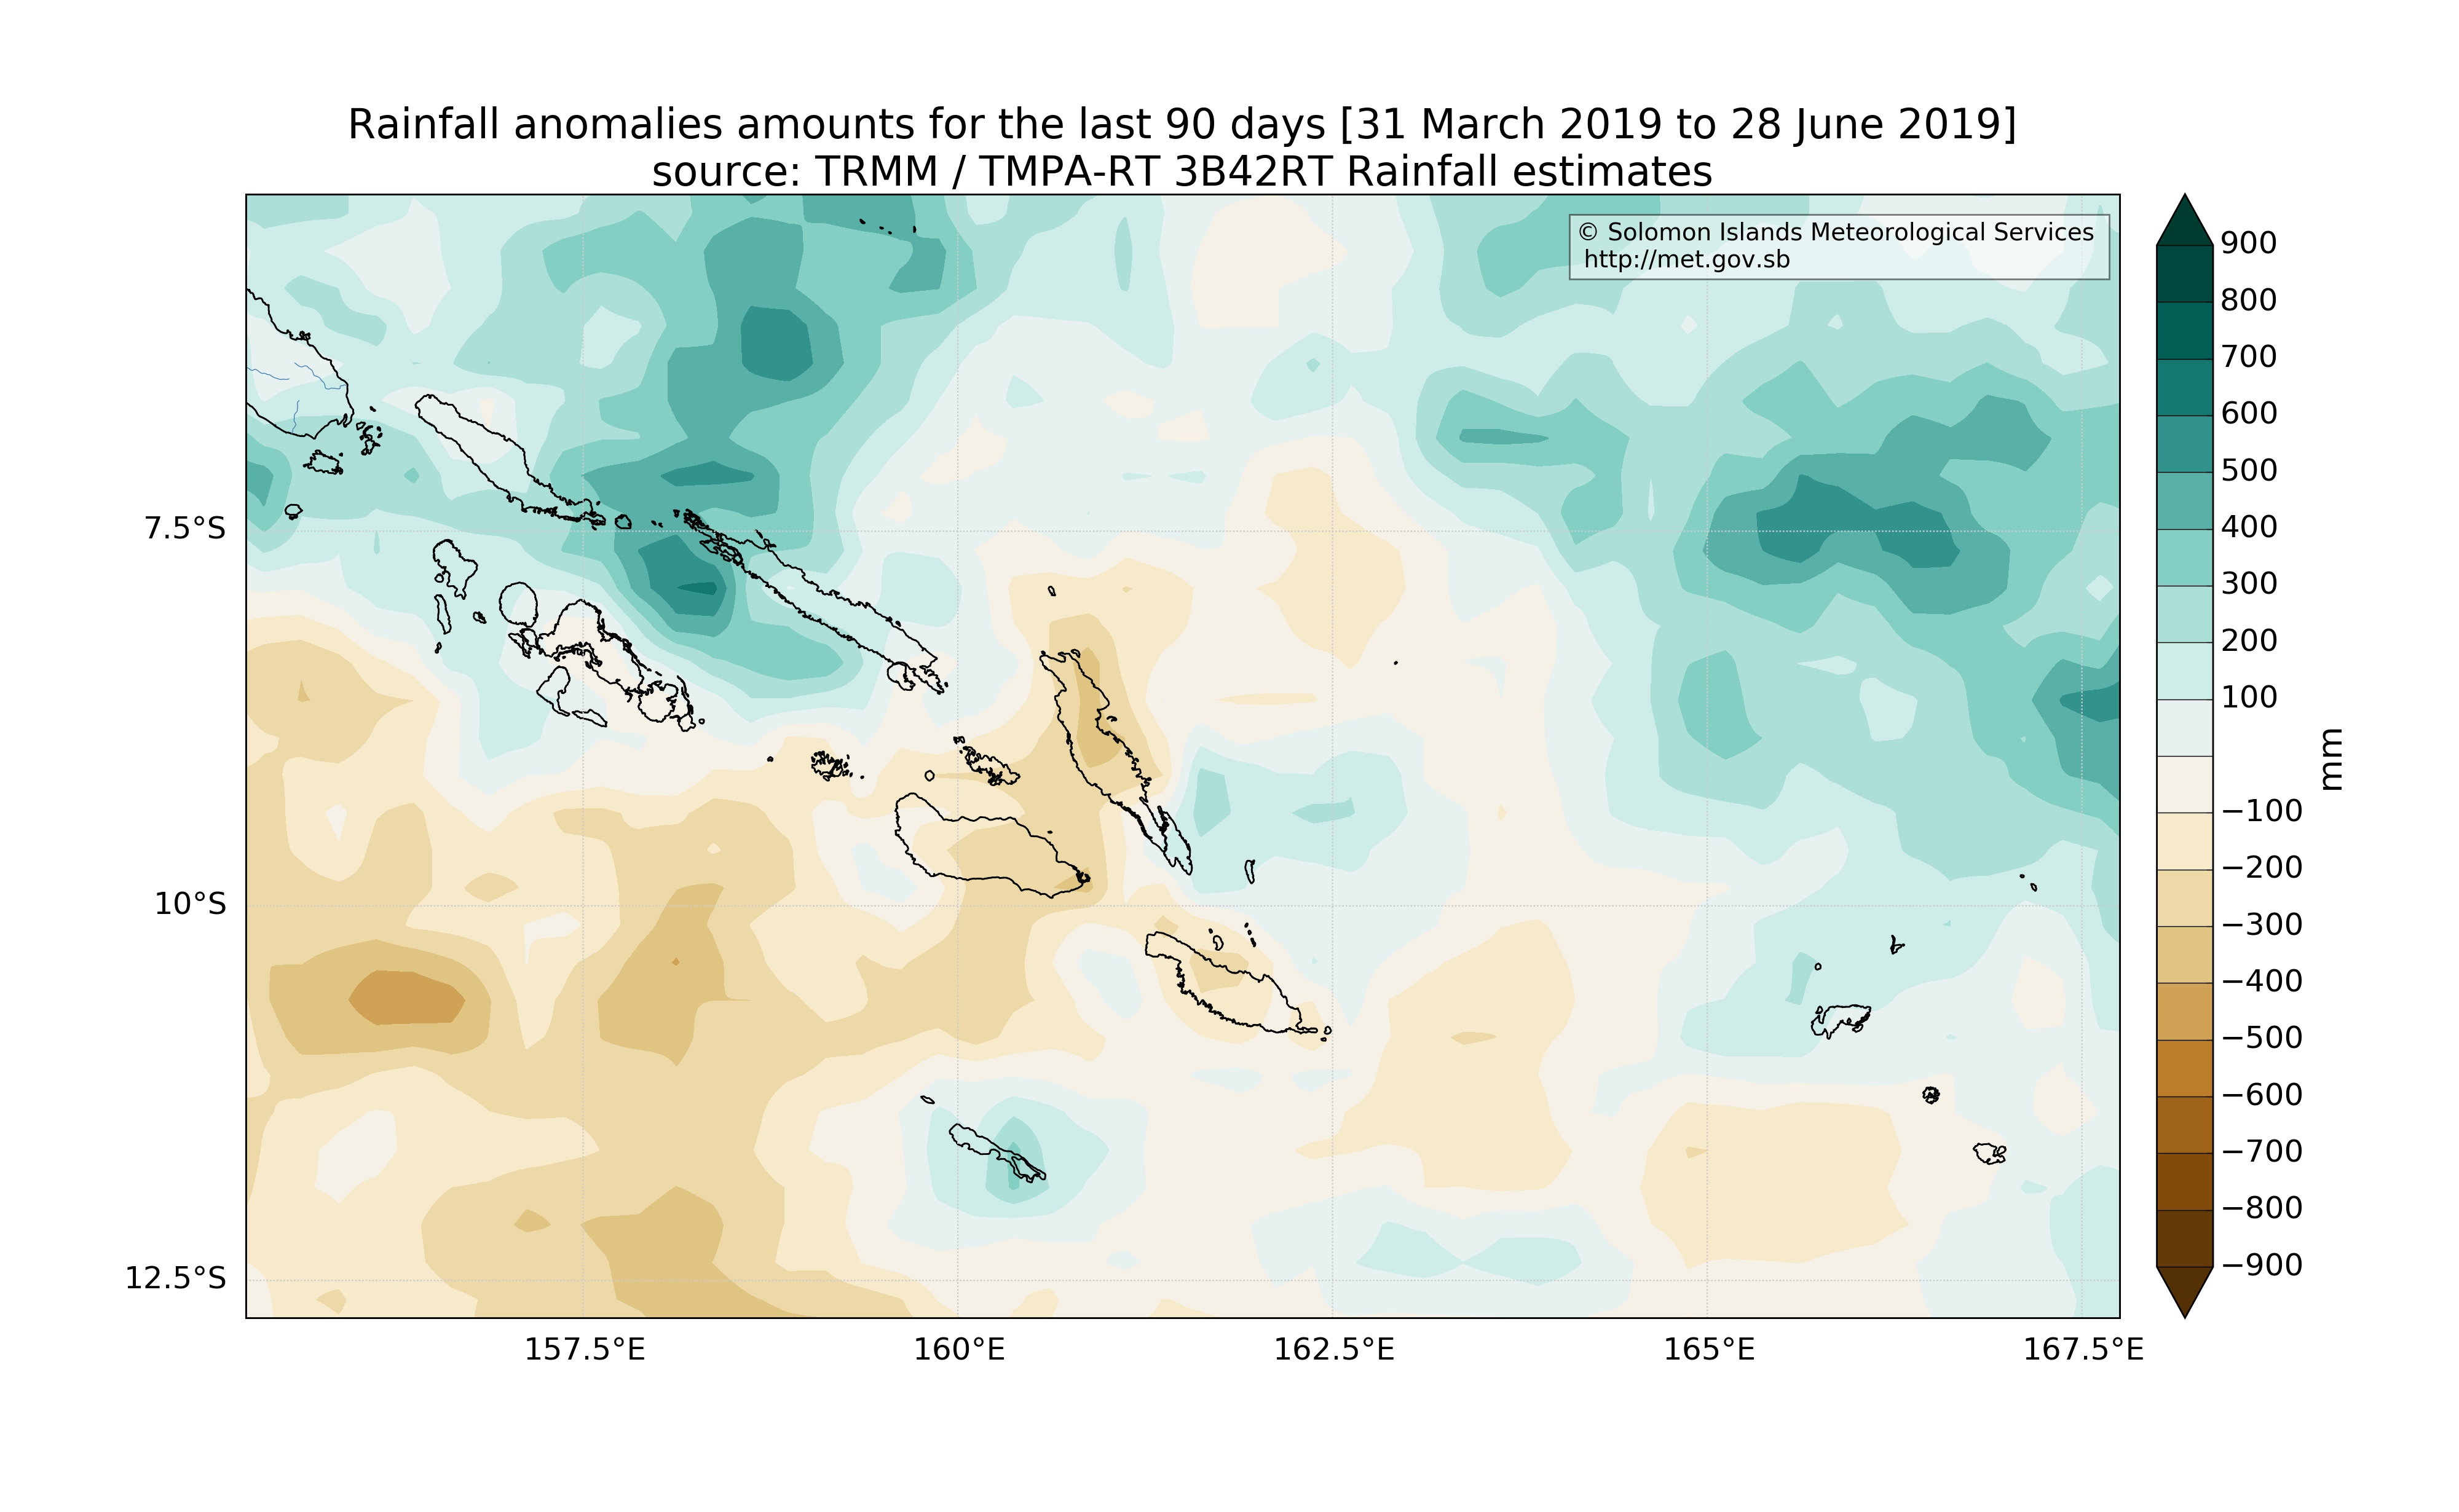 Rainfall anomalies amounts for the last 90 days [31 March 2019 to 28 June 2019]
source: TRMM / TMPA-RT 3B42RT Rainfall estimates
© Solomon Islands Meteorological Services
http://met.gov.sb
7.5°S
10°S
12.5°S
157.5°E
160°E
162.5°E
165°E
167.5°E
900
800
700
600
500
400
300
200
100
−100
−200
−300
−400
−500
−600
−700
−800
−900
mm